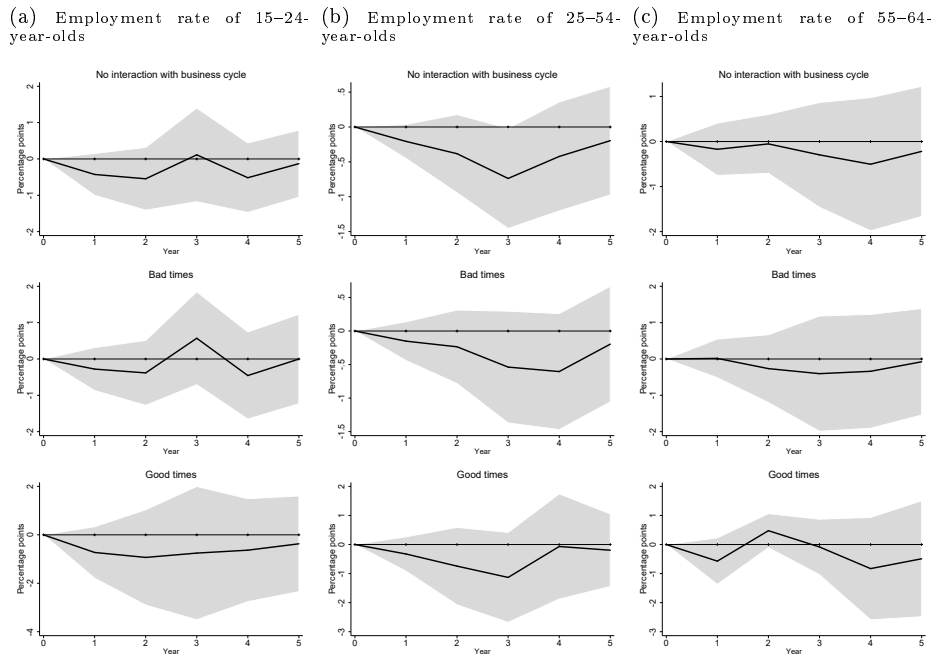 (a) Employment rate of 15–24-
year-olds
(b) Employment rate of 25–54-
year-olds
(c) Employment rate of 55–64-
year-olds
No interaction with business cycle
Percentage points
2
1
0
-1
-2
0 1 2 3 4 5
Year
No interaction with business cycle
Percentage points
.5
0
-.5
-1
-1.5
0 1 2 3 4 5
Year
No interaction with business cycle
Percentage points
1
0
-1
-2
0 1 2 3 4 5
Year
Bad times
Percentage points
2
1
0
-1
-2
0 1 2 3 4 5
Year
Bad times
Percentage points
.5
0
-.5
-1
-1.5
0 1 2 3 4 5
Year
Bad times
Percentage points
2
1
0
-1
-2
0 1 2 3 4 5
Year
Good times
Percentage points
2
0
-2
-4
0 1 2 3 4 5
Year
Good times
Percentage points
2
1
0
-1
-2
-3
0 1 2 3 4 5
Year
Good times
Percentage points
2
1
0
-1
-2
-3
0 1 2 3 4 5
Year